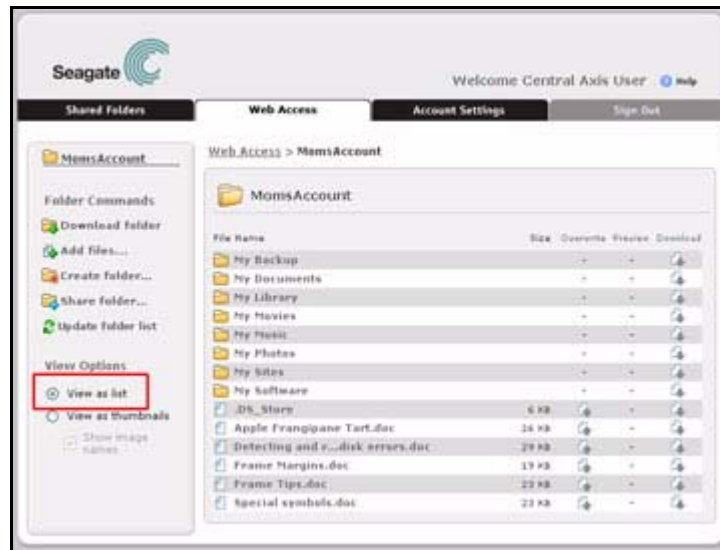 Seagate
Welcome Central Axis User Help
Shared Folders Web Access Account Settings Sign Out
MomsAccount
Folder Commands
Download folder
Add files...
Create folder...
Share folder...
Update folder list
View Options
View as list
View as thumbnails
Show image
names
Web Access > MomsAccount
MomsAccount
File Name Size Overwrite Preview Download
My Backup - -
My Documents - -
My Library - -
My Movies - -
My Music - -
My Photos - -
My Sites - -
My Software - -
.DS_Store 6 KB -
Apple Frangipane Tart.doc 26 KB -
Detecting and r...disk errors.doc 29 KB -
Frame Margins.doc 19 KB -
Frame Tips.doc 23 KB -
Special symbols.doc 23 KB -